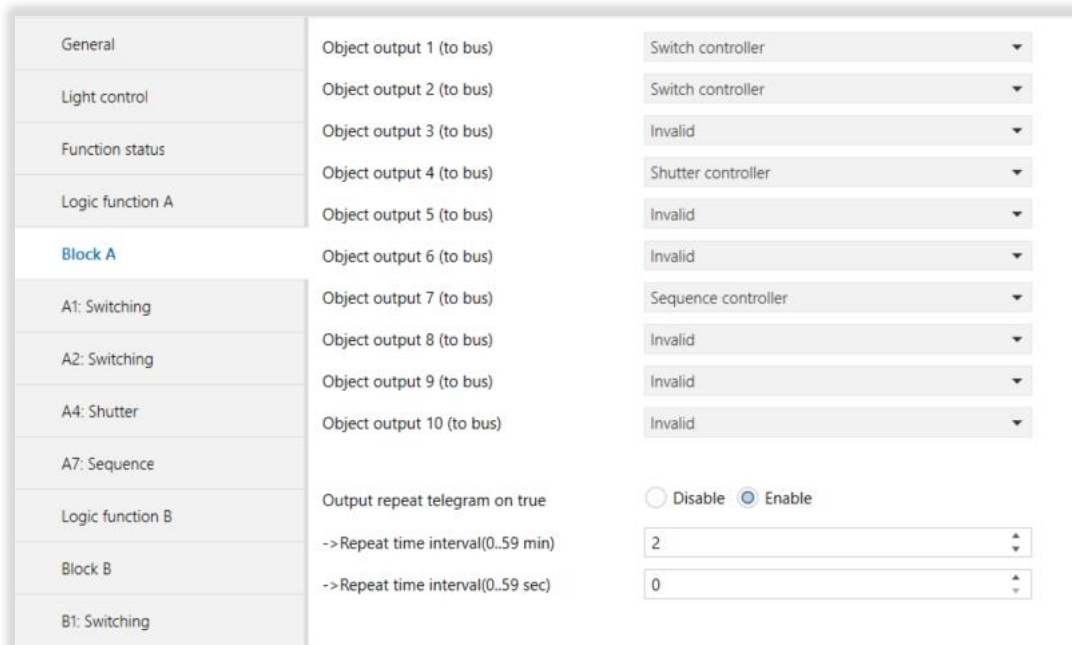 General
Light control
Function status
Logic function A
Block A
A1: Switching
A2: Switching
A4: Shutter
A7: Sequence
Logic function B
Block B
B1: Switching
Object output 1 (to bus) Switch controller
Object output 2 (to bus) Switch controller
Object output 3 (to bus) Invalid
Object output 4 (to bus) Shutter controller
Object output 5 (to bus) Invalid
Object output 6 (to bus) Invalid
Object output 7 (to bus) Sequence controller
Object output 8 (to bus) Invalid
Object output 9 (to bus) Invalid
Object output 10 (to bus) Invalid
Output repeat telegram on true Disable Enable
->Repeat time interval(0..59 min) 2
->Repeat time interval(0..59 sec) 0